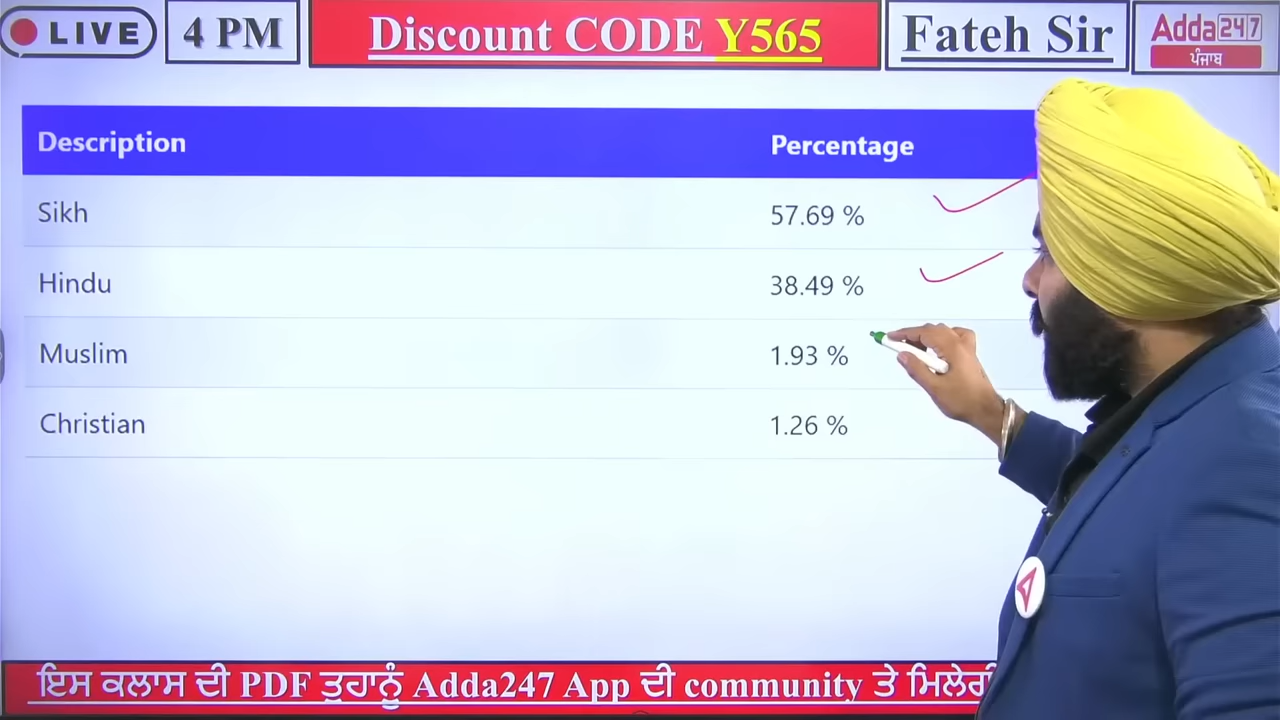 LIVE
4 PM
Discount CODE Y565
Fateh Sir
Adda247
ਪੰਜਾਬ
Description Percentage
Sikh 57.69 %
Hindu 38.49 %
Muslim 1.93 %
Christian 1.26 %
ਇਸ ਕਲਾਸ ਦੀ PDF ਤੁਹਾਨੂੰ Adda247 App ਦੀ community ਤੇ